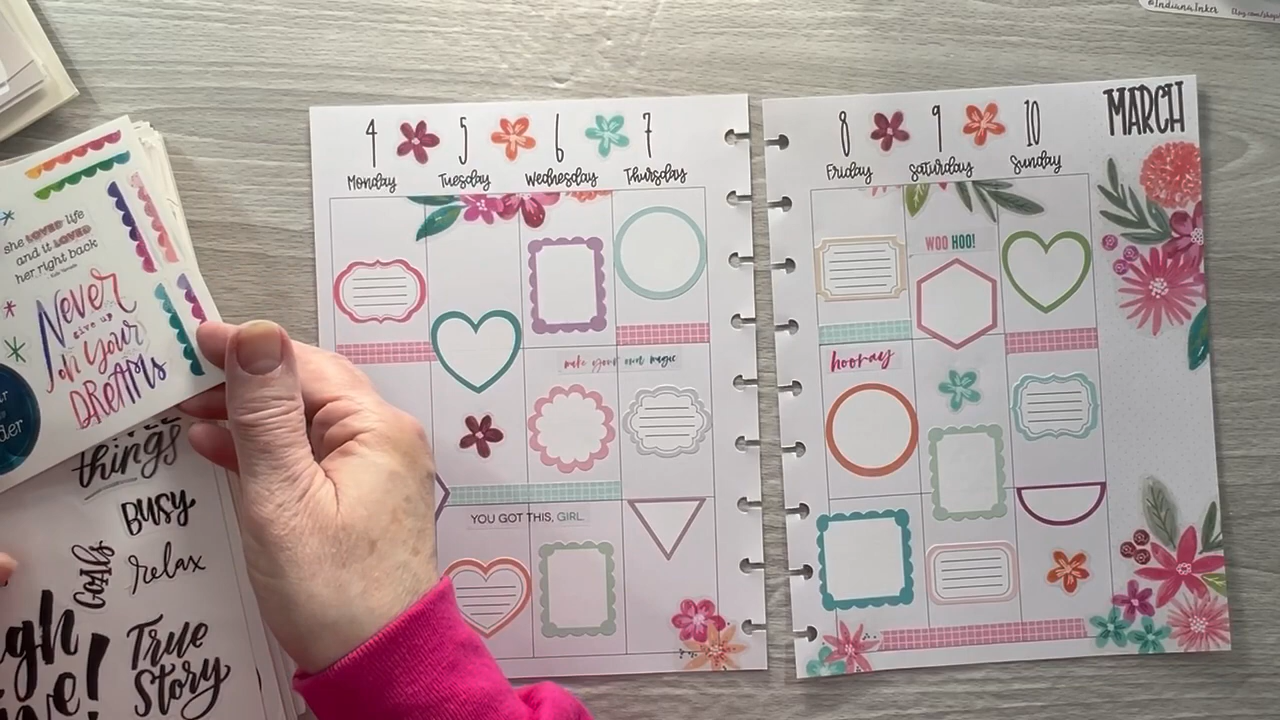 @IndianaInker
she LOVED life
and it LOVED
her right back
Never
give up
on your
DREAMS
things
BUSY
Goals
relax
True
Story
4
5
6
7
Monday
Tuesday
Wednesday
Thursday
make your own magic
YOU GOT THIS, GIRL
8
9
10
MARCH
Friday
Saturday
Sunday
WOO HOO!
hooray